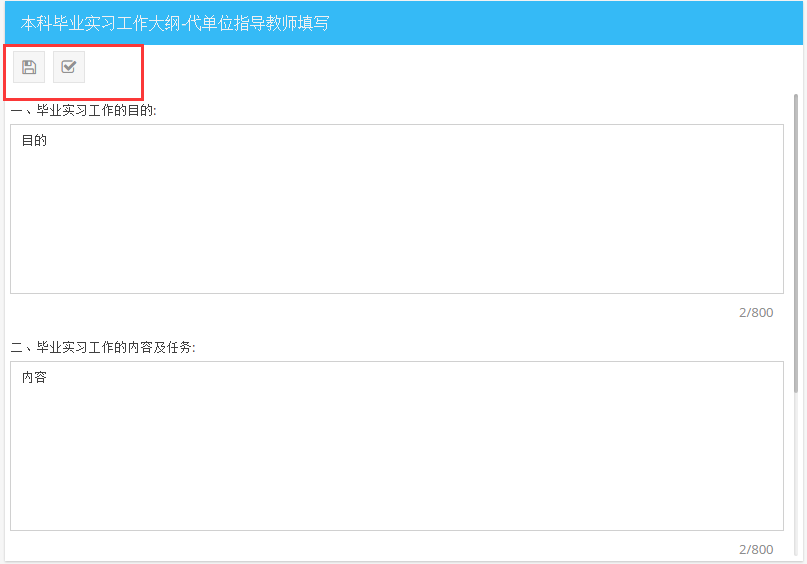 本科毕业实习工作大纲-代单位指导教师填写
一、毕业实习工作的目的:
目的
2/800
二、毕业实习工作的内容及任务:
内容
2/800